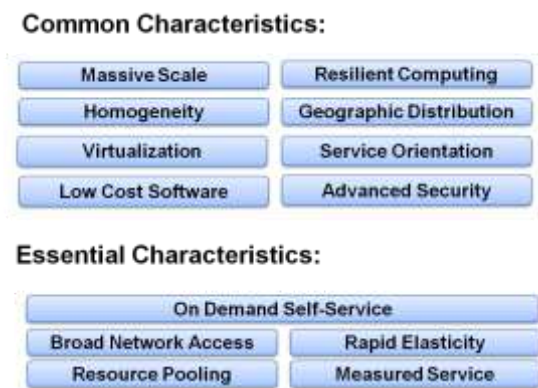 Common Characteristics:
Massive Scale Resilient Computing
Homogeneity Geographic Distribution
Virtualization Service Orientation
Low Cost Software Advanced Security
Essential Characteristics:
On Demand Self-Service
Broad Network Access Rapid Elasticity
Resource Pooling Measured Service